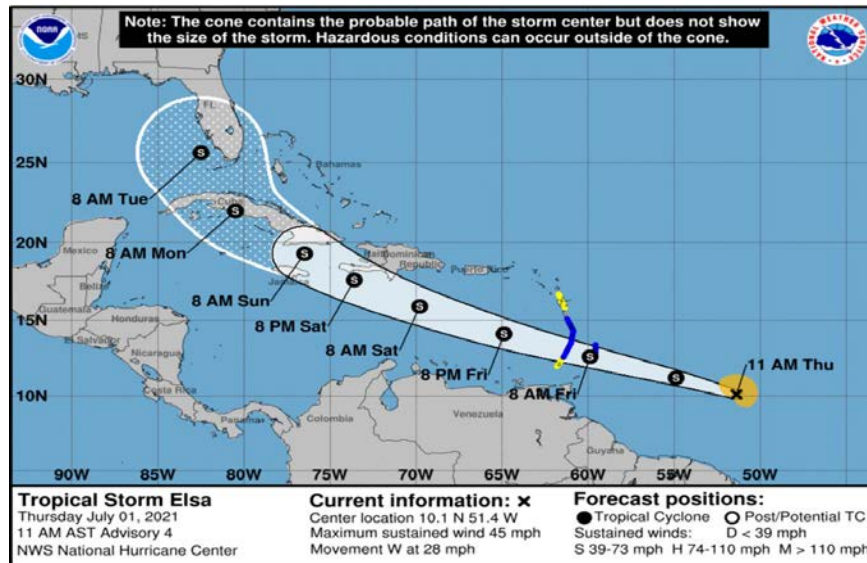 Note: The cone contains the probable path of the storm center but does not show
the size of the storm. Hazardous conditions can occur outside of the cone.
NOAA
30N
FL
25N
Bahamas
8 AM Tue
Cuba
8 AM Mon
20N
Mexico
Haiti
Dominican
Republic
Puerto Rico
Belize
Jamaica
8 AM Sun
Guatemala
Honduras
15N
8 PM Sat
El Salvador
8 AM Sat
Nicaragua
11 AM Thu
8 PM Fri
8 AM Fri
10N
Costa Rica
Panama
Venezuela
Colombia
Guyana
S
S
S
S
S
S
S
S
90W 85W 80W 75W 70W 65W 60W 55W 50W
Tropical Storm Elsa
Thursday July 01, 2021
11 AM AST Advisory 4
NWS National Hurricane Center
Current information: ×
Center location 10.1 N 51.4 W
Maximum sustained wind 45 mph
Movement W at 28 mph
Forecast positions:
● Tropical Cyclone ○ Post/Potential TC
Sustained winds: D < 39 mph
S 39-73 mph H 74-110 mph M > 110 mph